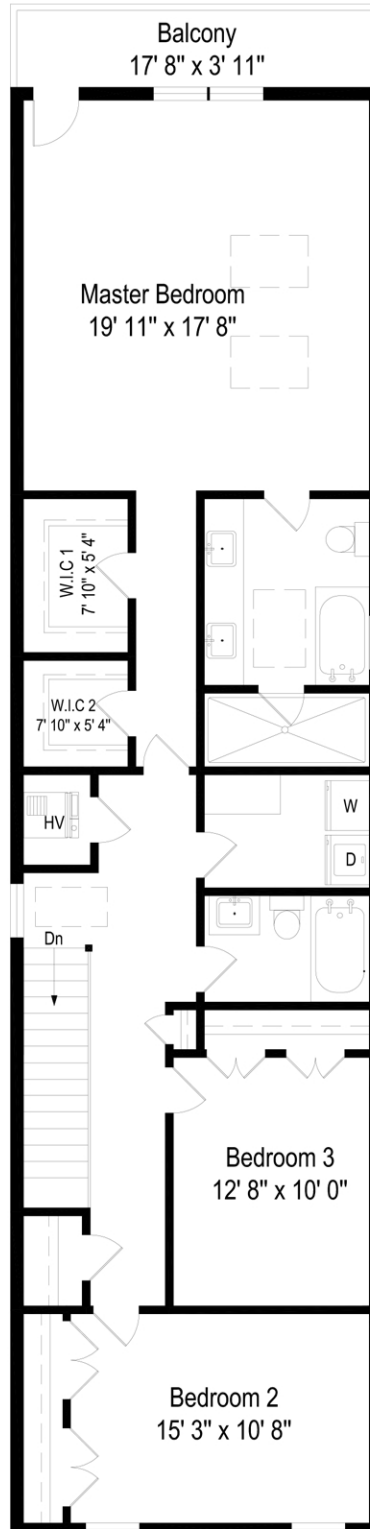 Balcony
17' 8" x 3' 11"
Master Bedroom
19' 11" x 17' 8"
W.I.C 1
7' 10" x 5' 4"
W.I.C 2
7' 10" x 5' 4"
HV
W
D
Dn
Bedroom 3
12' 8" x 10' 0"
Bedroom 2
15' 3" x 10' 8"